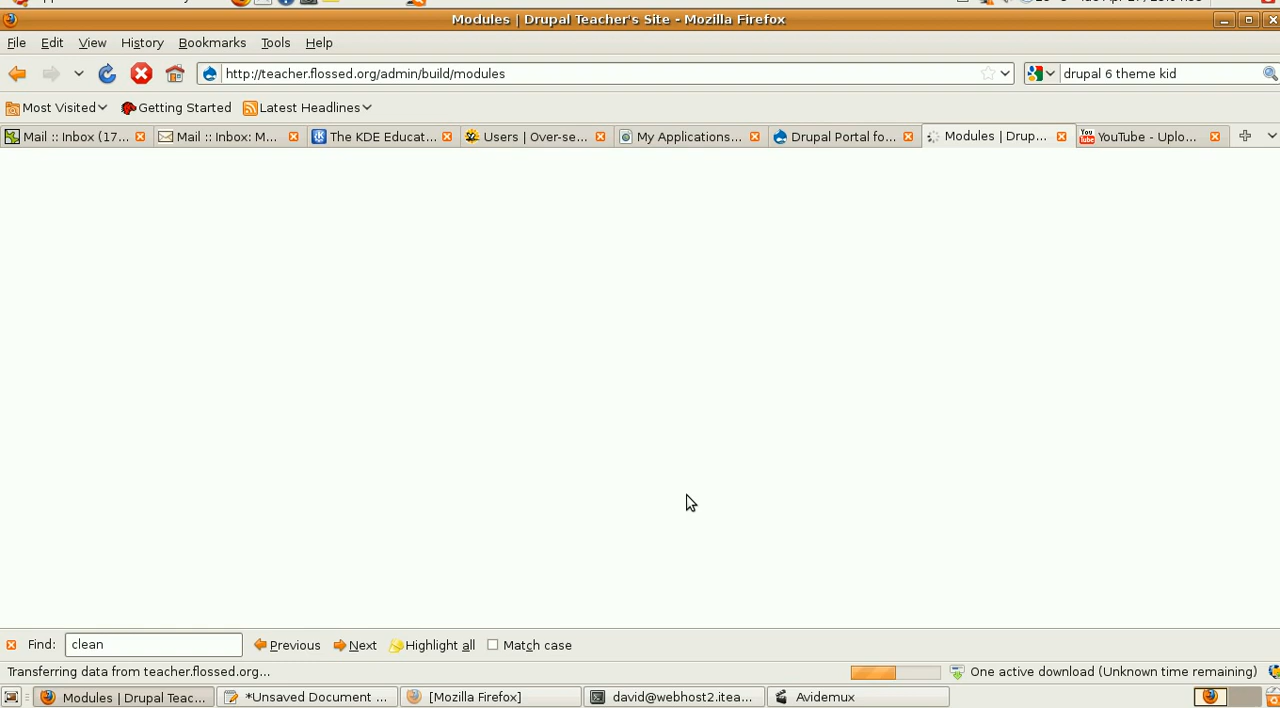 Modules | Drupal Teacher's Site - Mozilla Firefox
File Edit View History Bookmarks Tools Help
http://teacher.flossed.org/admin/build/modules drupal 6 theme kid
Most Visited Getting Started Latest Headlines
Mail :: Inbox (17... Mail :: Inbox: M... The KDE Educat... Users | Over-se... My Applications... Drupal Portal fo... Modules | Drup... YouTube - Uplo...
Find: clean Previous Next Highlight all Match case
Transferring data from teacher.flossed.org... One active download (Unknown time remaining)
Modules | Drupal Teac... *Unsaved Document ... [Mozilla Firefox] david@webhost2.itea... Avidemux